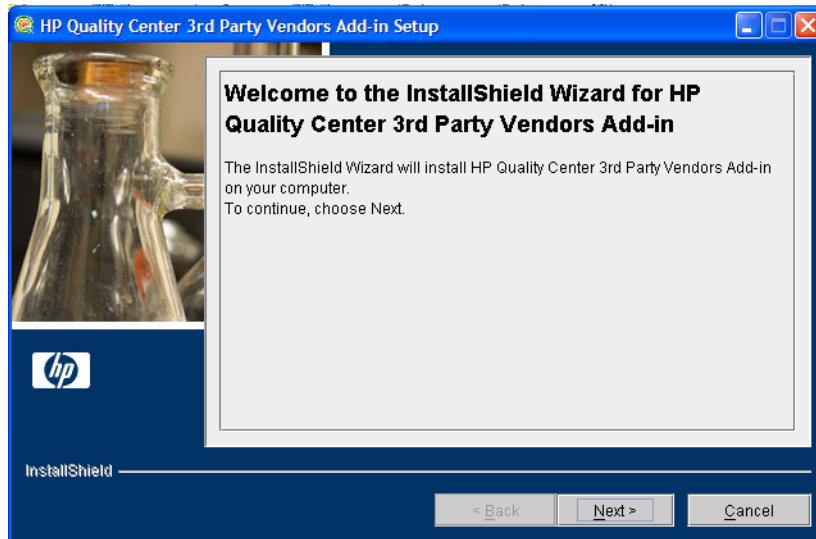 HP Quality Center 3rd Party Vendors Add-in Setup
Welcome to the InstallShield Wizard for HP
Quality Center 3rd Party Vendors Add-in
The InstallShield Wizard will install HP Quality Center 3rd Party Vendors Add-in
on your computer.
To continue, choose Next.
hp
InstallShield
< Back
Next >
Cancel